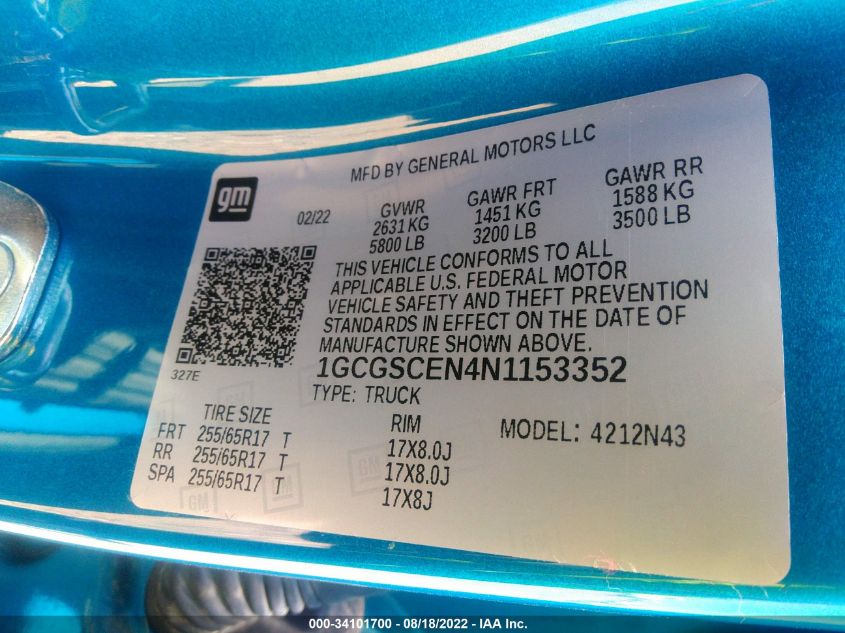 MFD BY GENERAL MOTORS LLC
gm
02/22
GVWR
2631 KG
5800 LB
GAWR FRT
1451 KG
3200 LB
GAWR RR
1588 KG
3500 LB
THIS VEHICLE CONFORMS TO ALL
APPLICABLE U.S. FEDERAL MOTOR
VEHICLE SAFETY AND THEFT PREVENTION
STANDARDS IN EFFECT ON THE DATE OF
MANUFACTURE SHOWN ABOVE.
327E
1GCGSCEN4N1153352
TYPE: TRUCK
TIRE SIZE RIM MODEL: 4212N43
FRT 255/65R17 T 17X8.0J
RR 255/65R17 T 17X8.0J
SPA 255/65R17 T 17X8J
GM
GM
GM
000-34101700 - 08/18/2022 - IAA Inc.